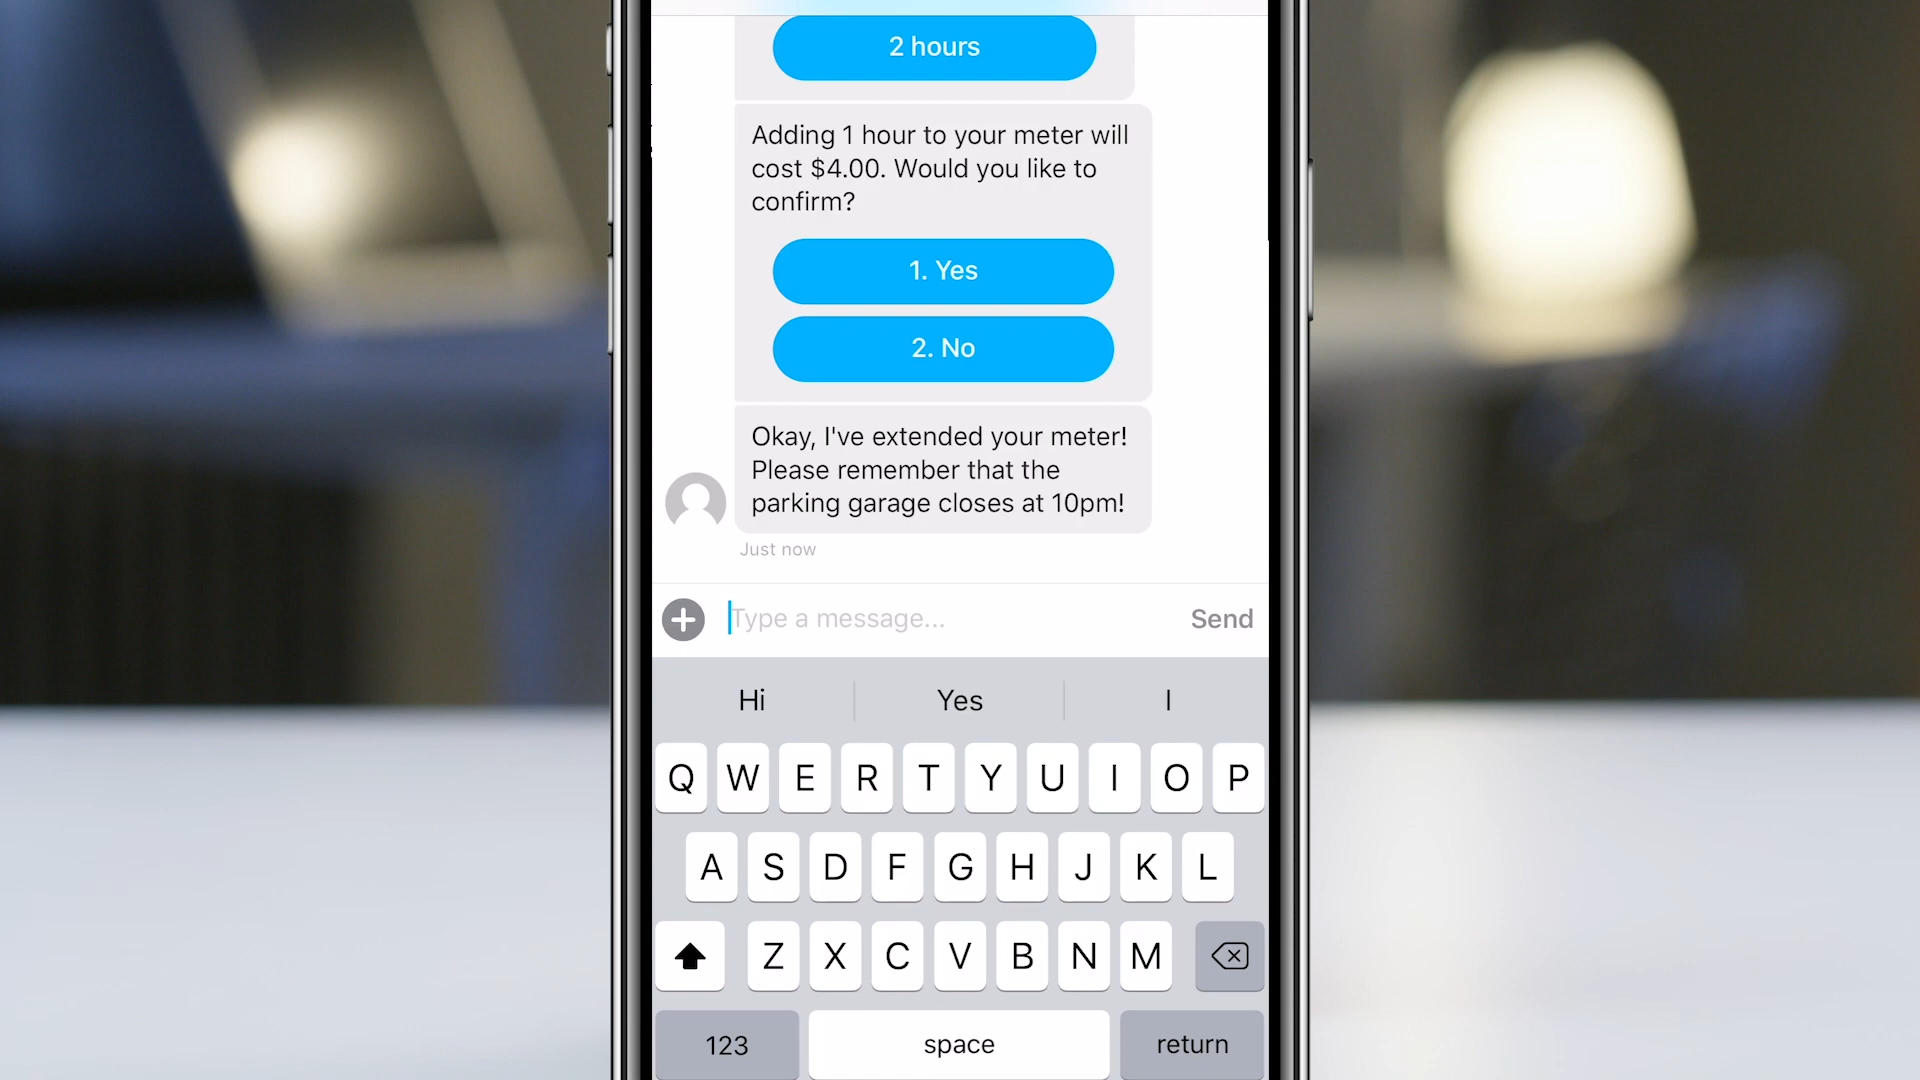 2 hours
Adding 1 hour to your meter will
cost $4.00. Would you like to
confirm?
1. Yes
2. No
Okay, I've extended your meter!
Please remember that the
parking garage closes at 10pm!
Just now
Type a message...
Send
Hi
Yes
I
Q W E R T Y U I O P
A S D F G H J K L
Z X C V B N M
123
space
return